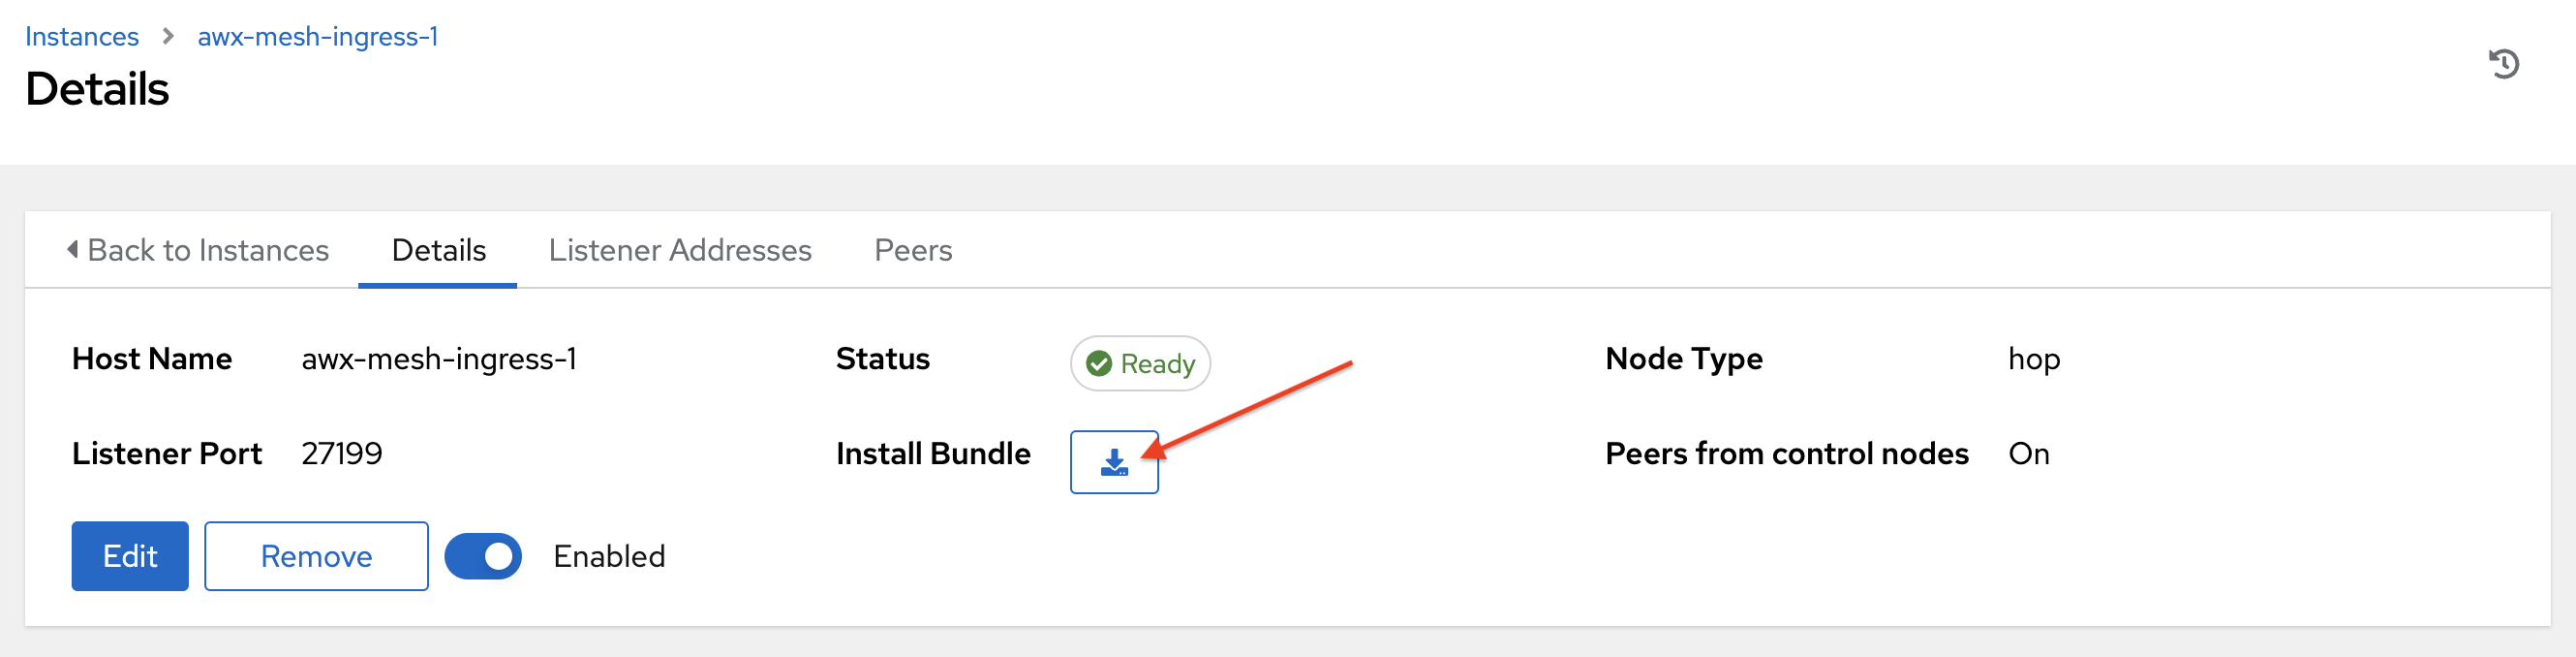 Instances awx-mesh-ingress-1
Details
Back to Instances Details Listener Addresses Peers
Host Name awx-mesh-ingress-1 Status Ready Node Type hop
Listener Port 27199 Install Bundle Peers from control nodes On
Edit Remove Enabled